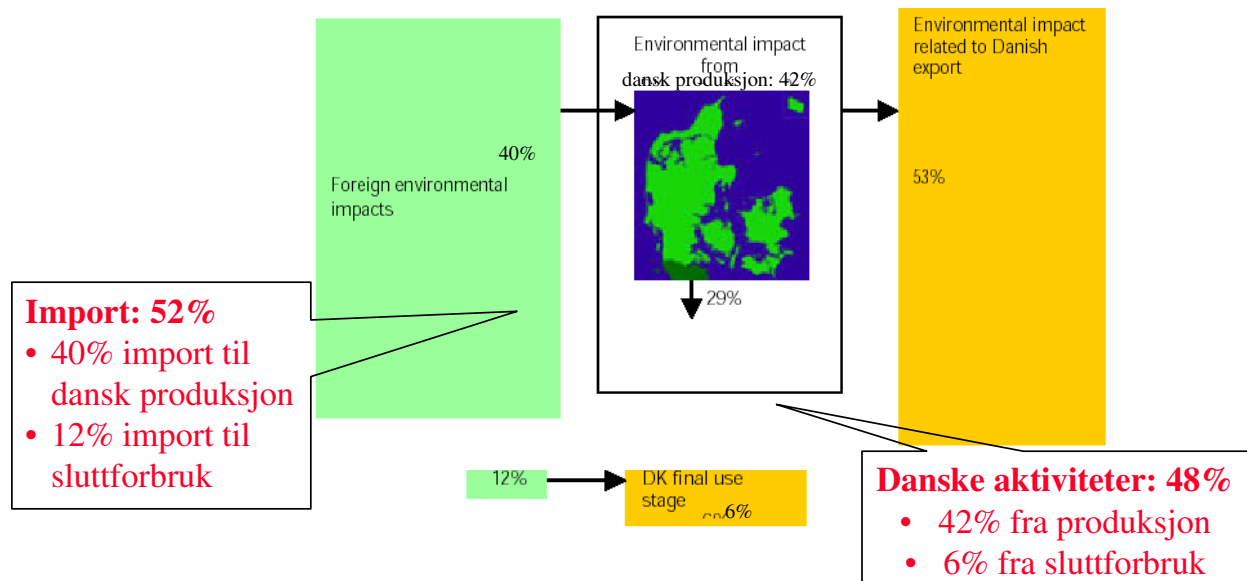 Environmental impact
from
dansk produksjon: 42%
Environmental impact
related to Danish
export
40%
53%
Foreign environmental
impacts
29%
Import: 52%
• 40% import til
dansk produksjon
• 12% import til
sluttforbruk
12%
DK final use
stage
6%
Danske aktiviteter: 48%
• 42% fra produksjon
• 6% fra sluttforbruk